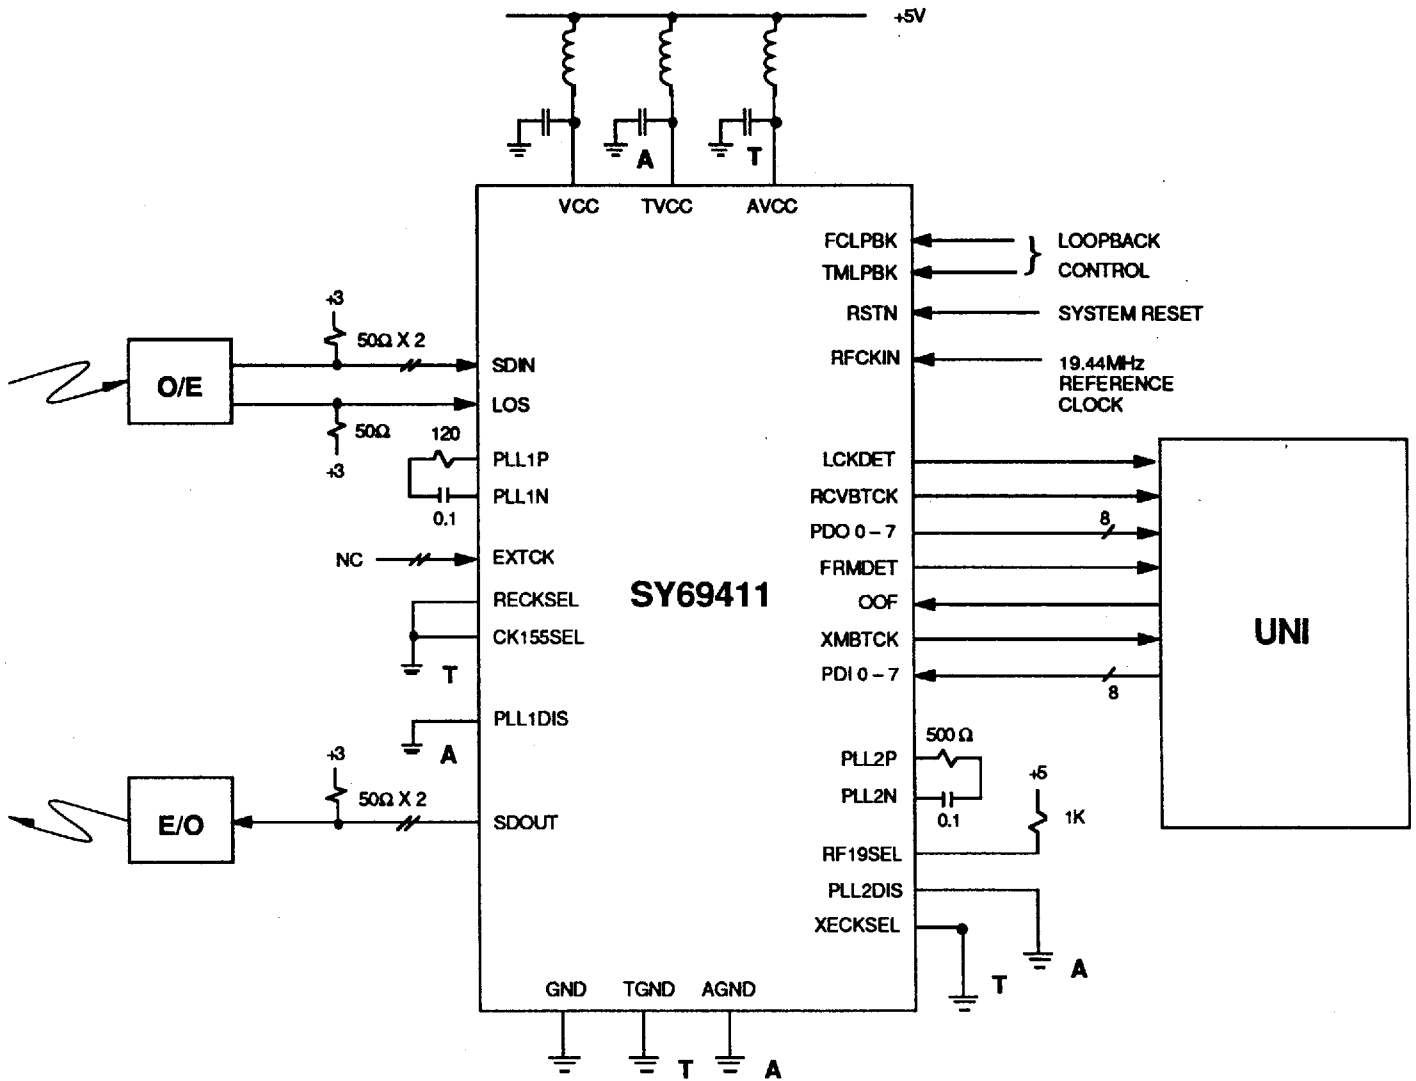 +5V
A
T
VCC
TVCC
AVCC
FCLPBK
LOOPBACK
TMLPBK
CONTROL
RSTN
SYSTEM RESET
RFCKIN
19.44MHz
REFERENCE
CLOCK
+3
50Ω X 2
SDIN
O/E
LOS
50Ω
+3
120
PLL1P
PLL1N
0.1
NC
EXTCK
RECKSEL
CK155SEL
T
PLL1DIS
A
+3
50Ω X 2
E/O
SDOUT
SY69411
LCKDET
RCVBTCK
PDO 0 – 7
8
FRMDET
OOF
XMBTCK
PDI 0 – 7
8
UNI
500 Ω
PLL2P
PLL2N
0.1
+5
1K
RF19SEL
PLL2DIS
XECKSEL
A
T
GND
TGND
AGND
T
A